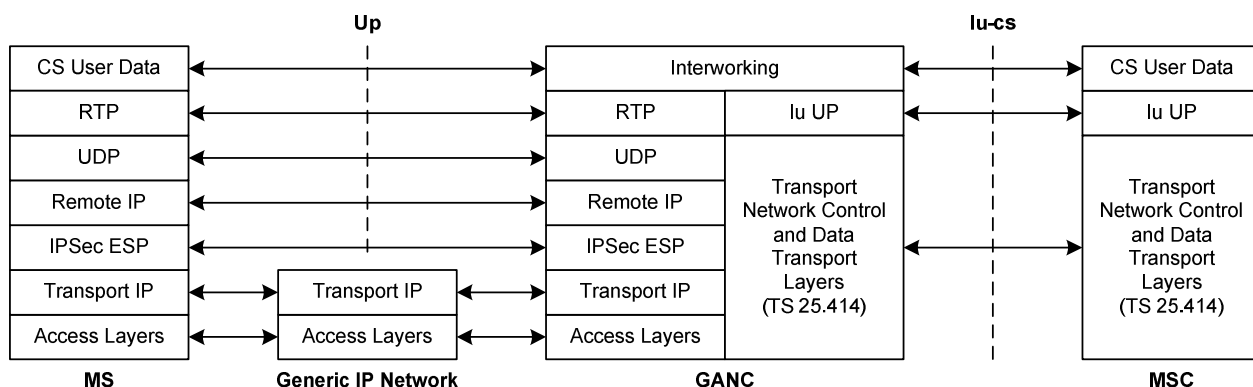 Up
Iu-cs
CS User Data
Interworking
CS User Data
RTP
RTP
Iu UP
Iu UP
UDP
UDP
Remote IP
Remote IP
IPSec ESP
IPSec ESP
Transport
Network Control
and Data
Transport
Layers
(TS 25.414)
Transport
Network Control
and Data
Transport
Layers
(TS 25.414)
Transport IP
Transport IP
Transport IP
Access Layers
Access Layers
Access Layers
MS
Generic IP Network
GANC
MSC